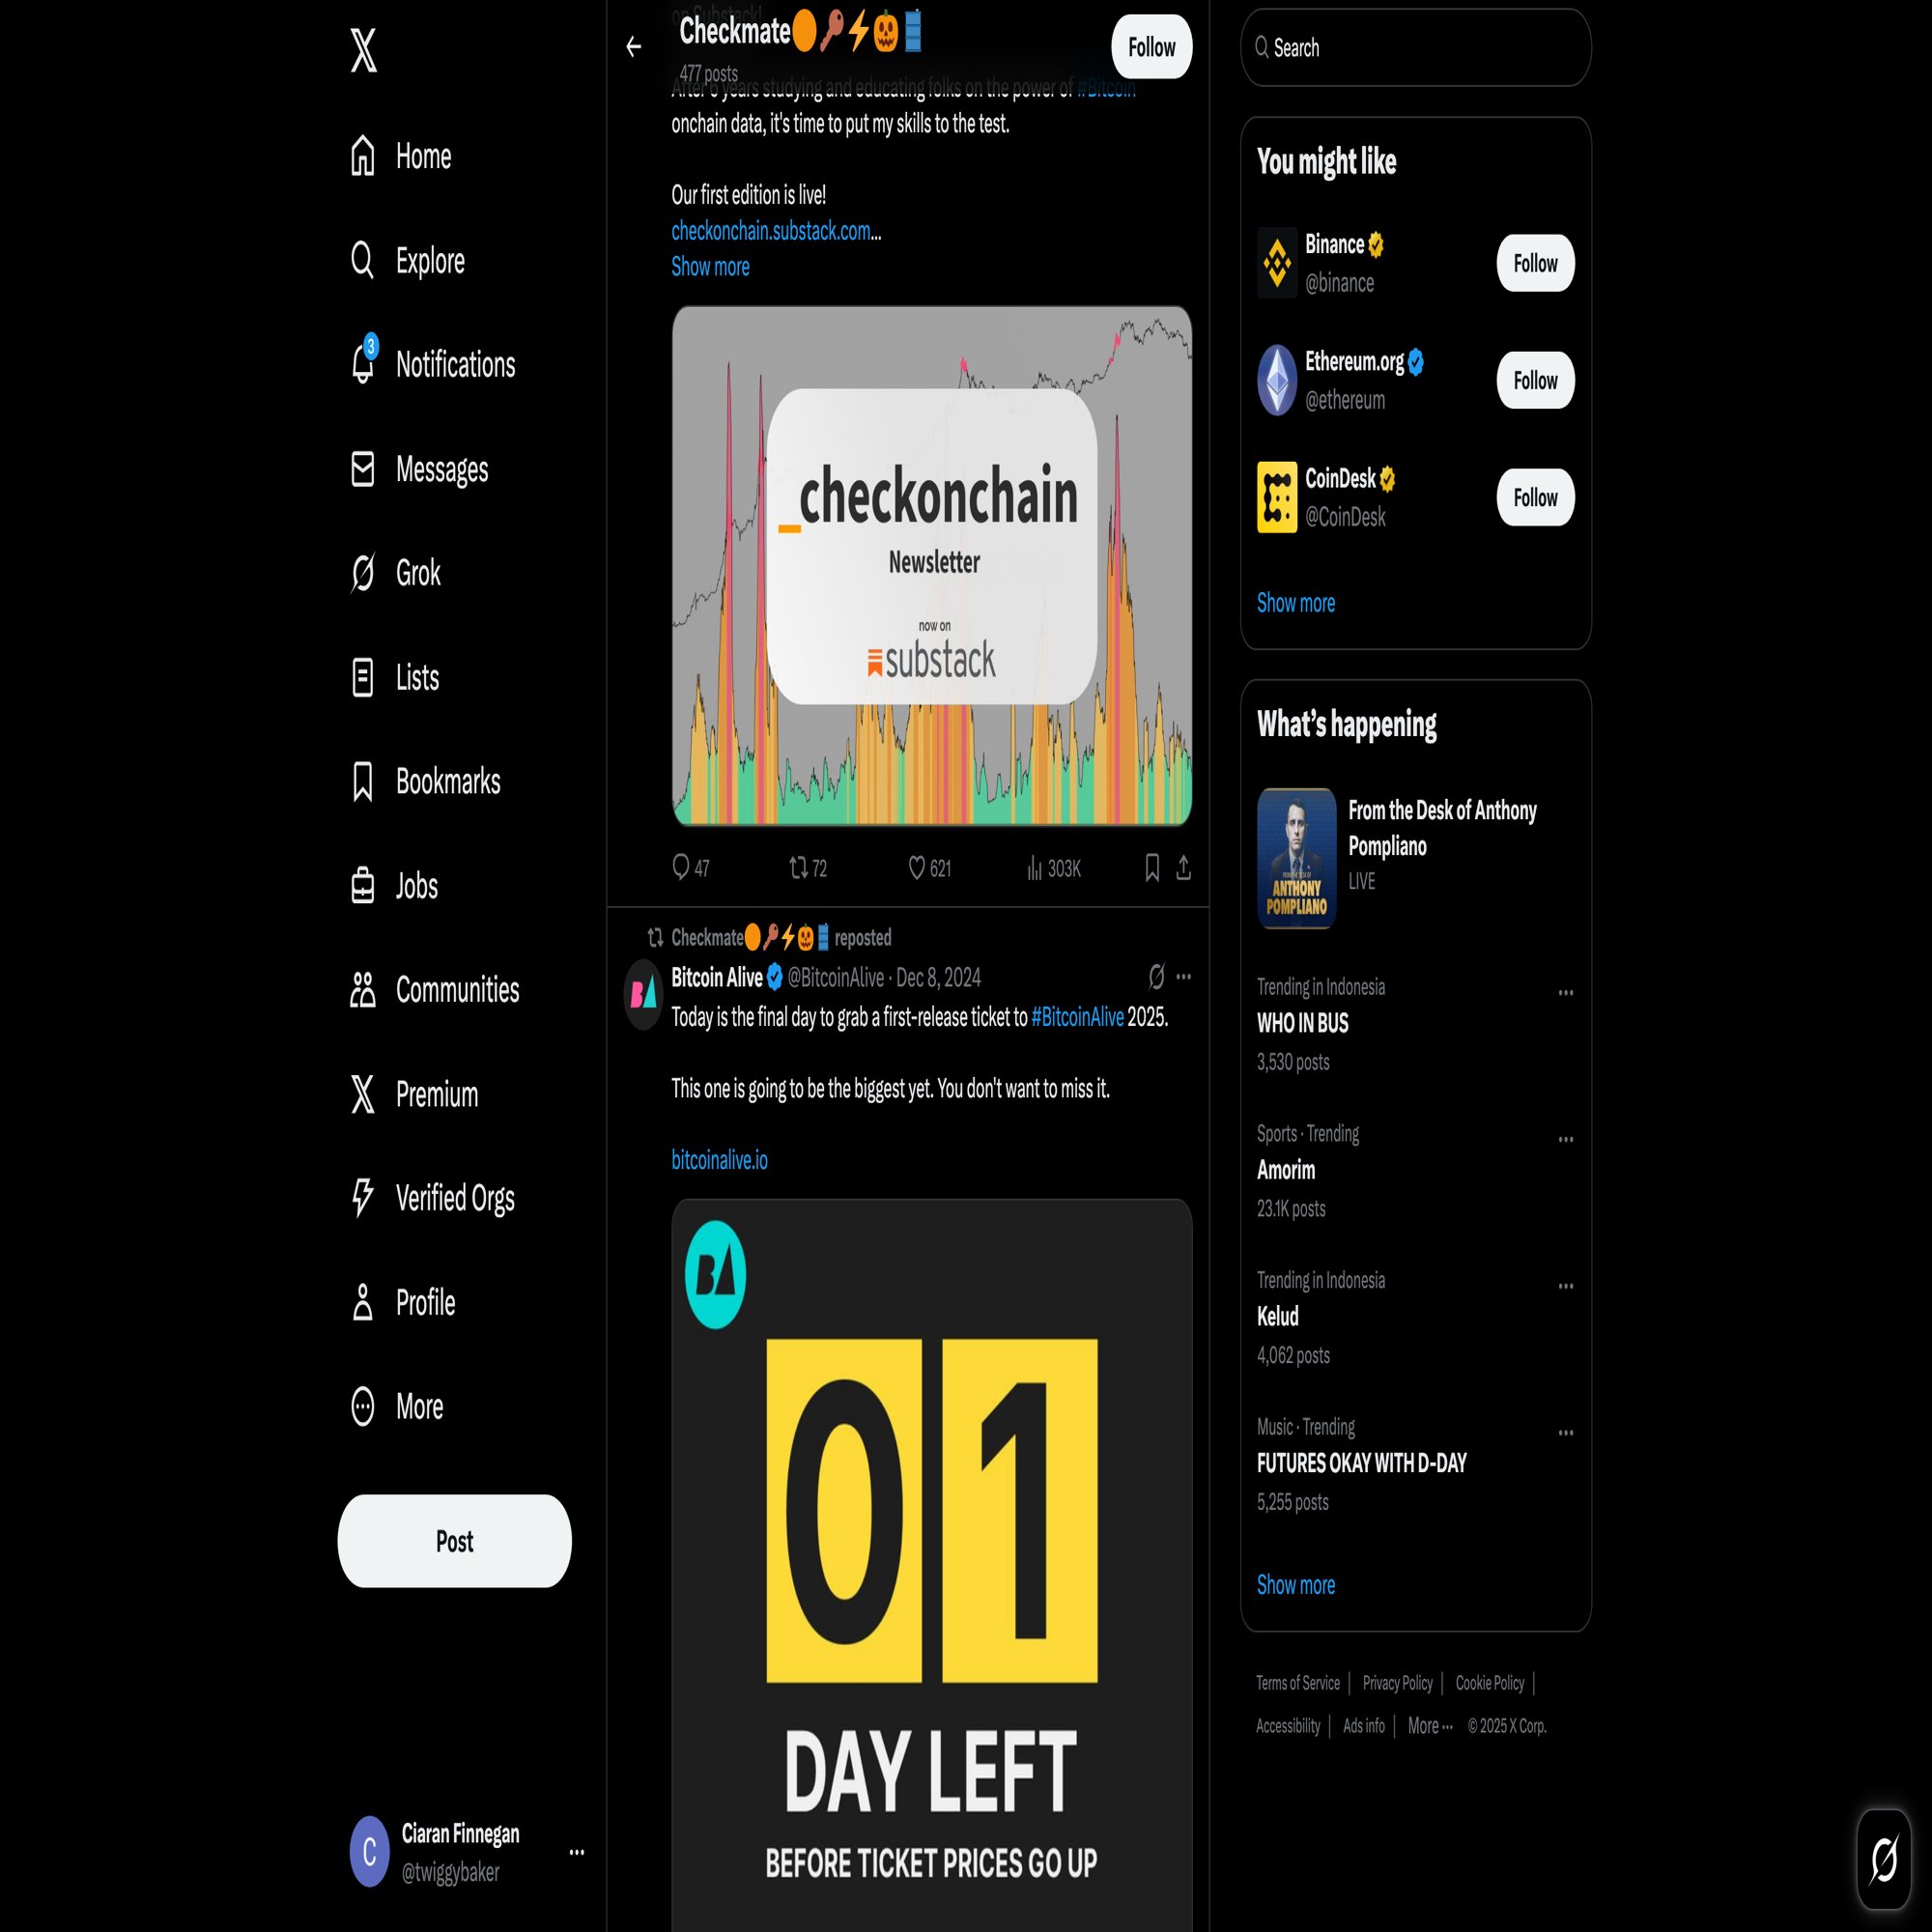 Home
Explore
3
Notifications
Messages
Grok
Lists
Bookmarks
Jobs
Communities
Premium
Verified Orgs
Profile
More
Post
C
Ciaran Finnegan
@twiggybaker
on Substack!
Checkmate🟠🔑⚡🎃🛢️
477 posts
Follow
After 6 years studying and educating folks on the power of #Bitcoin
onchain data, it's time to put my skills to the test.
Our first edition is live!
checkonchain.substack.com…
Show more
_checkonchain
Newsletter
now on
substack
47
72
621
303K
Checkmate🟠🔑⚡🎃🛢️ reposted
Bitcoin Alive @BitcoinAlive · Dec 8, 2024
Today is the final day to grab a first-release ticket to #BitcoinAlive 2025.
This one is going to be the biggest yet. You don't want to miss it.
bitcoinalive.io
BA
BA
01
DAY LEFT
BEFORE TICKET PRICES GO UP
Search
You might like
Binance
@binance
Follow
Ethereum.org
@ethereum
Follow
CoinDesk
@CoinDesk
Follow
Show more
What's happening
ANTHONY
POMPLIANO
From the Desk of Anthony
Pompliano
LIVE
Trending in Indonesia
WHO IN BUS
3,530 posts
Sports · Trending
Amorim
23.1K posts
Trending in Indonesia
Kelud
4,062 posts
Music · Trending
FUTURES OKAY WITH D-DAY
5,255 posts
Show more
Terms of Service | Privacy Policy | Cookie Policy |
Accessibility | Ads info | More ··· © 2025 X Corp.